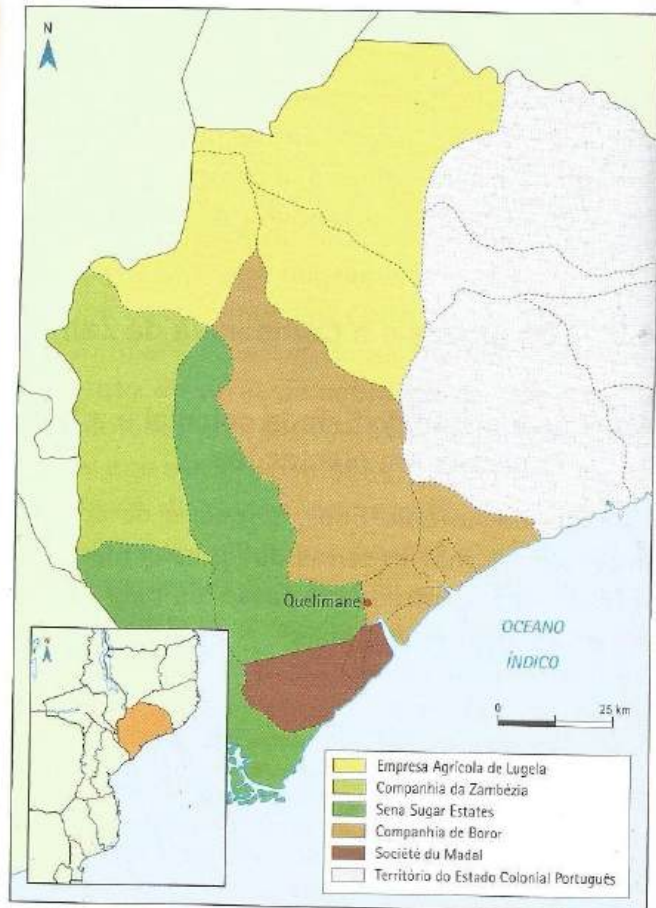 N
Quelimane
OCEANO
ÍNDICO
0 25 km
N
Empresa Agrícola de Lugela
Companhia da Zambézia
Sena Sugar Estates
Companhia de Boror
Société du Madal
Território do Estado Colonial Português